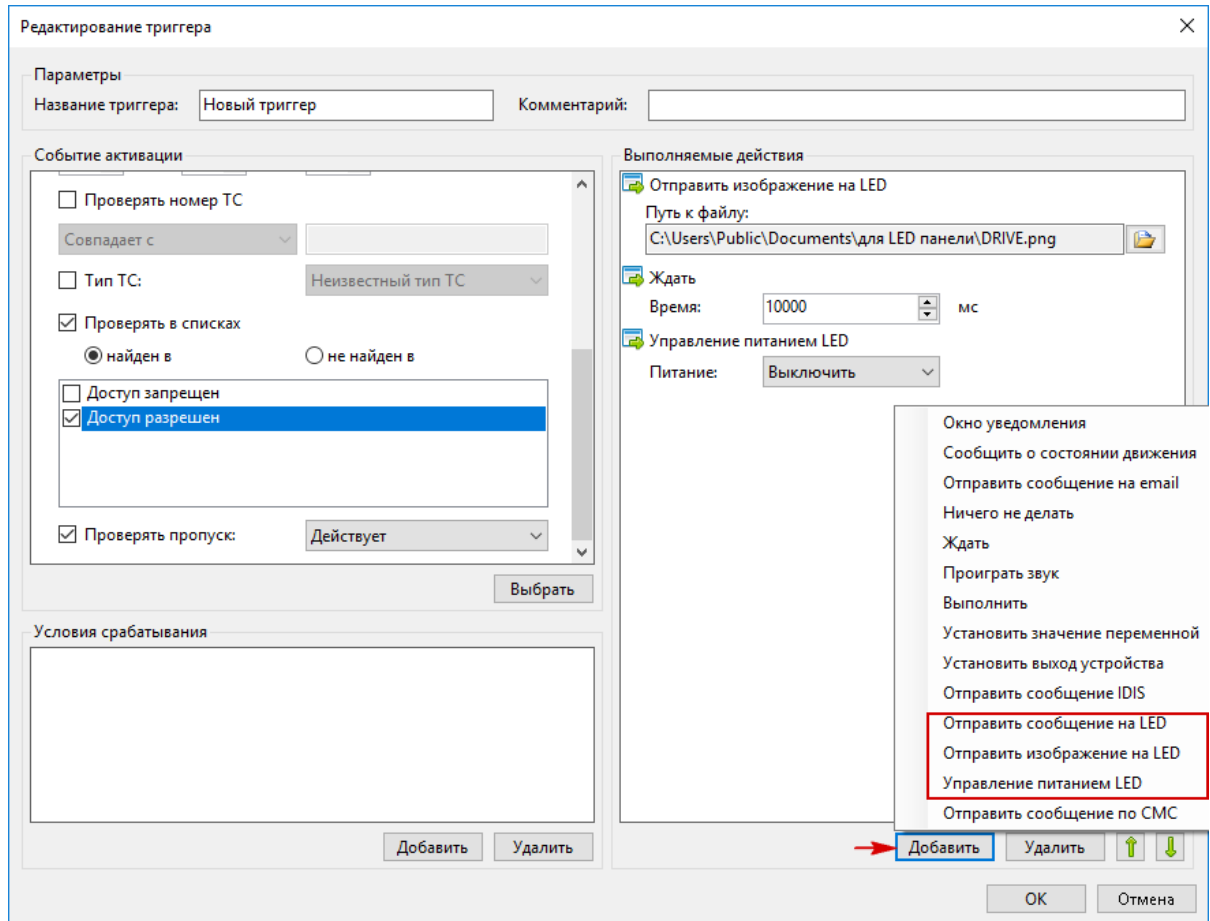 Редактирование триггера
Параметры
Название триггера: Новый триггер Комментарий:
Событие активации
Проверять номер ТС
Совпадает с
Тип ТС: Неизвестный тип ТС
Проверять в списках
найден в не найден в
Доступ запрещен
Доступ разрешен
Проверять пропуск: Действует
Выбрать
Условия срабатывания
Добавить Удалить
Выполняемые действия
Отправить изображение на LED
Путь к файлу:
C:\Users\Public\Documents\для LED панели\DRIVE.png
Ждать
Время: 10000 мс
Управление питанием LED
Питание: Выключить
Окно уведомления
Сообщить о состоянии движения
Отправить сообщение на email
Ничего не делать
Ждать
Проиграть звук
Выполнить
Установить значение переменной
Установить выход устройства
Отправить сообщение IDIS
Отправить сообщение на LED
Отправить изображение на LED
Управление питанием LED
Отправить сообщение по СМС
Добавить Удалить
ОК Отмена